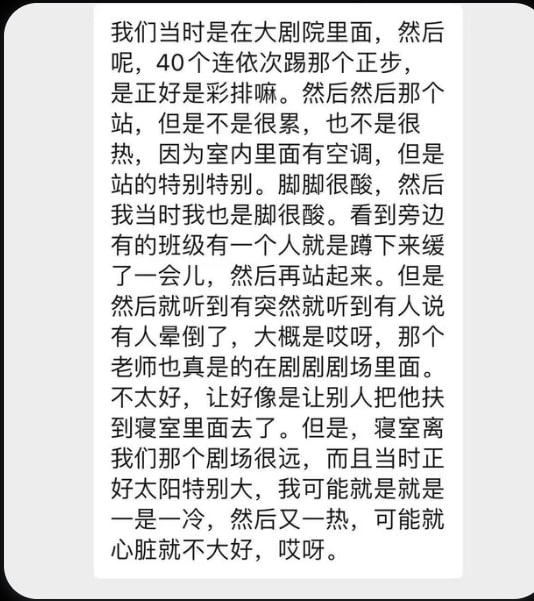 我们当时是在大剧院里面，然后
呢，40个连依次踢那个正步，
是正好是彩排嘛。然后然后那个
站，但是不是很累，也不是很
热，因为室内里面有空调，但是
站的特别特别。脚脚很酸，然后
我当时我也是脚很酸。看到旁边
有的班级有一个人就是蹲下来缓
了一会儿，然后再站起来。但是
然后就听到有突然就听到有人说
有人晕倒了，大概是哎呀，那个
老师也真是的在剧剧剧场里面。
不太好，让好像是让别人把他扶
到寝室里面去了。但是，寝室离
我们那个剧场很远，而且当时正
好太阳特别大，我可能就是就是
一是一冷，然后又一热，可能就
心脏就不大好，哎呀。